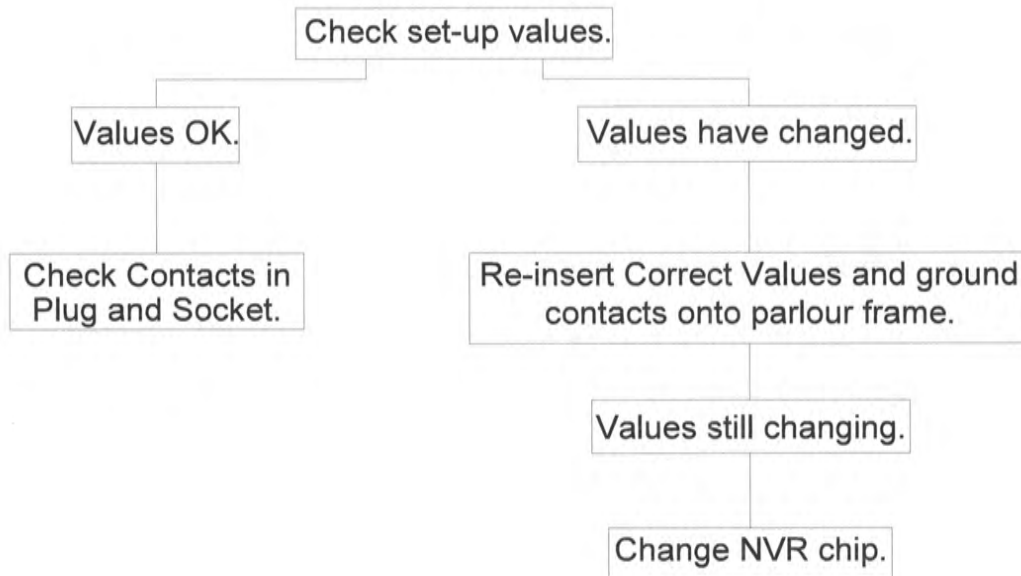 Check set-up values.
Values OK.
Values have changed.
Check Contacts in
Plug and Socket.
Re-insert Correct Values and ground
contacts onto parlour frame.
Values still changing.
Change NVR chip.